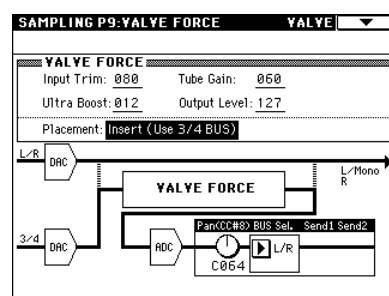 SAMPLING P9:VALVE FORCE VALVE
VALVE FORCE
Input Trim: 080 Tube Gain: 060
Ultra Boost: 012 Output Level: 127
Placement: Insert (Use 3/4 BUS)
L/R DAC
L/Mono
R
VALVE FORCE
Pan(CC#8) BUS Sel. Send1 Send2
3/4 DAC ADC L/R
C064